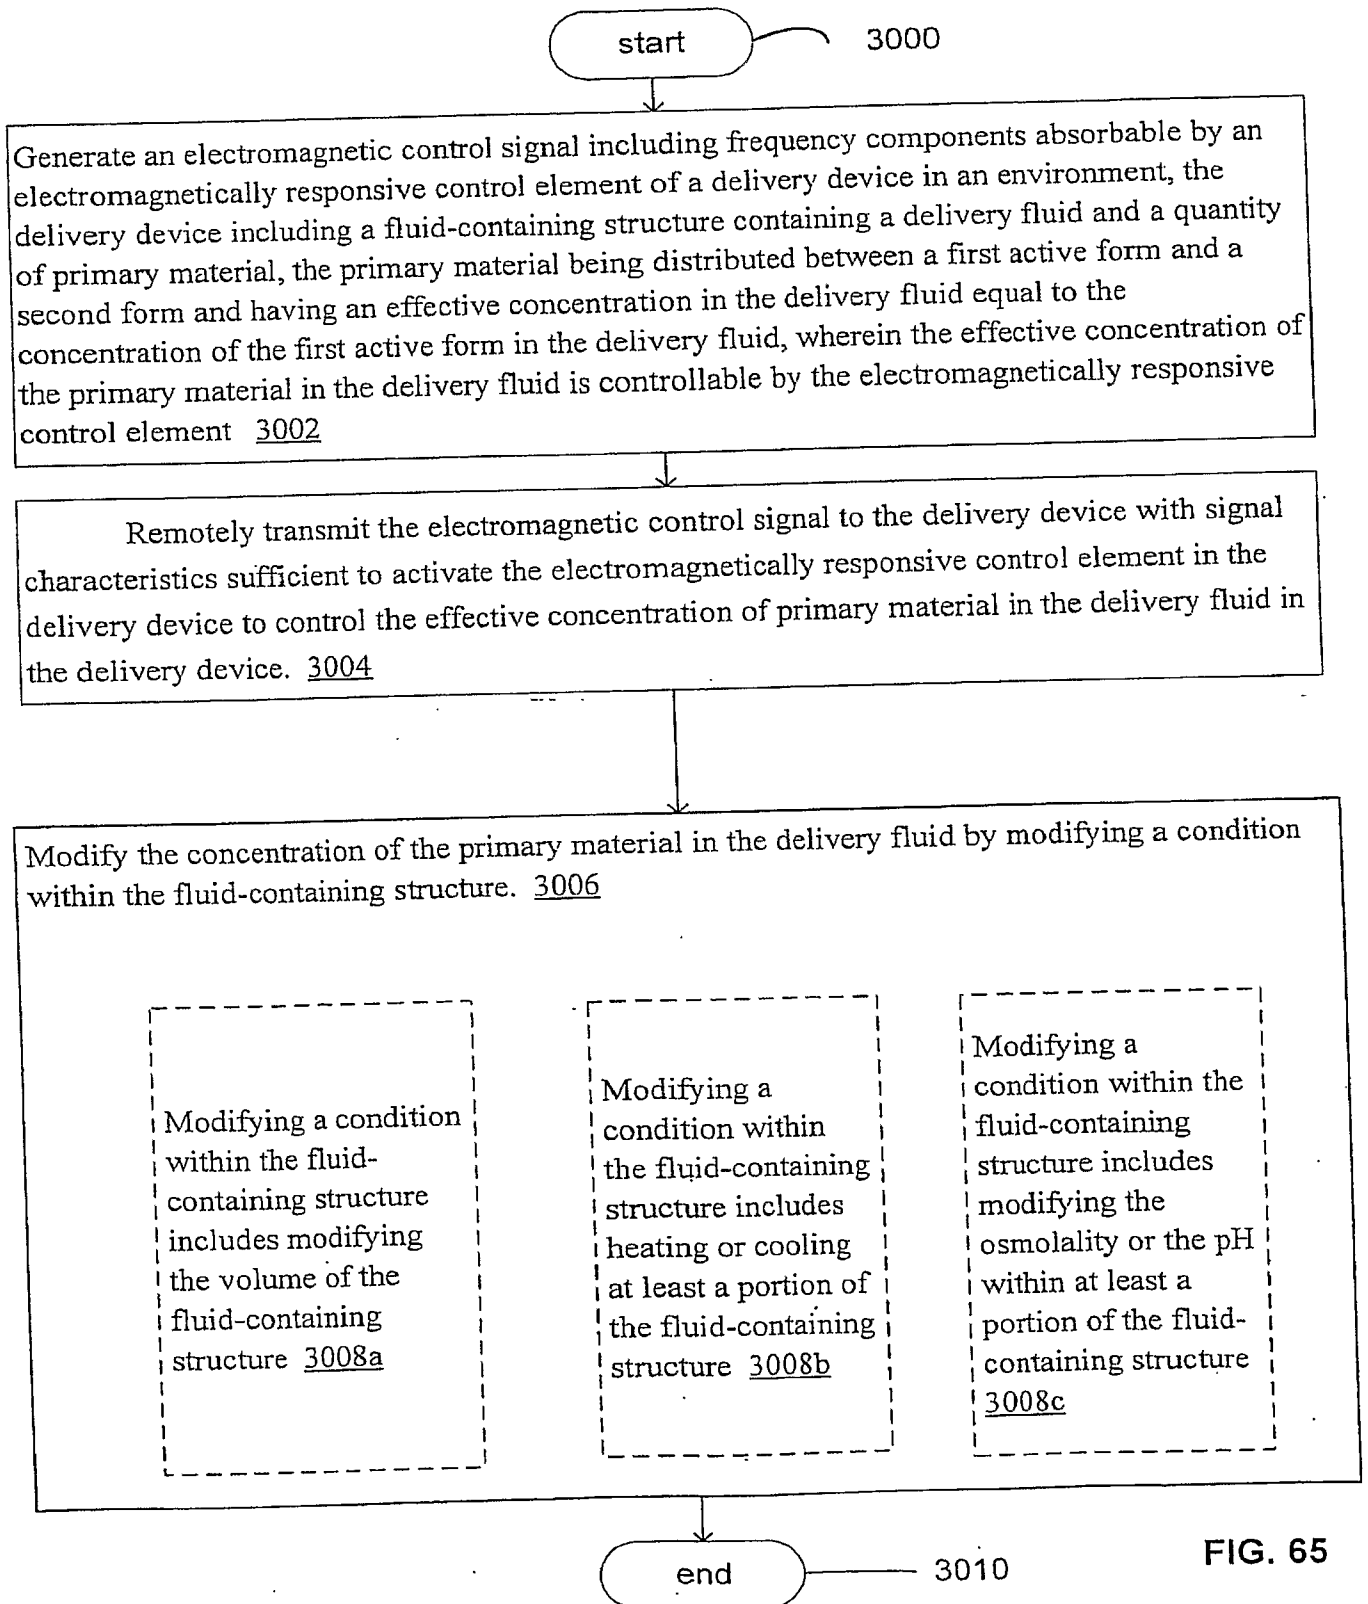 start
3000
Generate an electromagnetic control signal including frequency components absorbable by an
electromagnetically responsive control element of a delivery device in an environment, the
delivery device including a fluid-containing structure containing a delivery fluid and a quantity
of primary material, the primary material being distributed between a first active form and a
second form and having an effective concentration in the delivery fluid equal to the
concentration of the first active form in the delivery fluid, wherein the effective concentration of
the primary material in the delivery fluid is controllable by the electromagnetically responsive
control element 3002
Remotely transmit the electromagnetic control signal to the delivery device with signal
characteristics sufficient to activate the electromagnetically responsive control element in the
delivery device to control the effective concentration of primary material in the delivery fluid in
the delivery device. 3004
Modify the concentration of the primary material in the delivery fluid by modifying a condition
within the fluid-containing structure. 3006
Modifying a condition
within the fluid-
containing structure
includes modifying
the volume of the
fluid-containing
structure 3008a
Modifying a
condition within
the fluid-containing
structure includes
heating or cooling
at least a portion of
the fluid-containing
structure 3008b
Modifying a
condition within the
fluid-containing
structure includes
modifying the
osmolality or the pH
within at least a
portion of the fluid-
containing structure
3008c
end
3010
FIG. 65